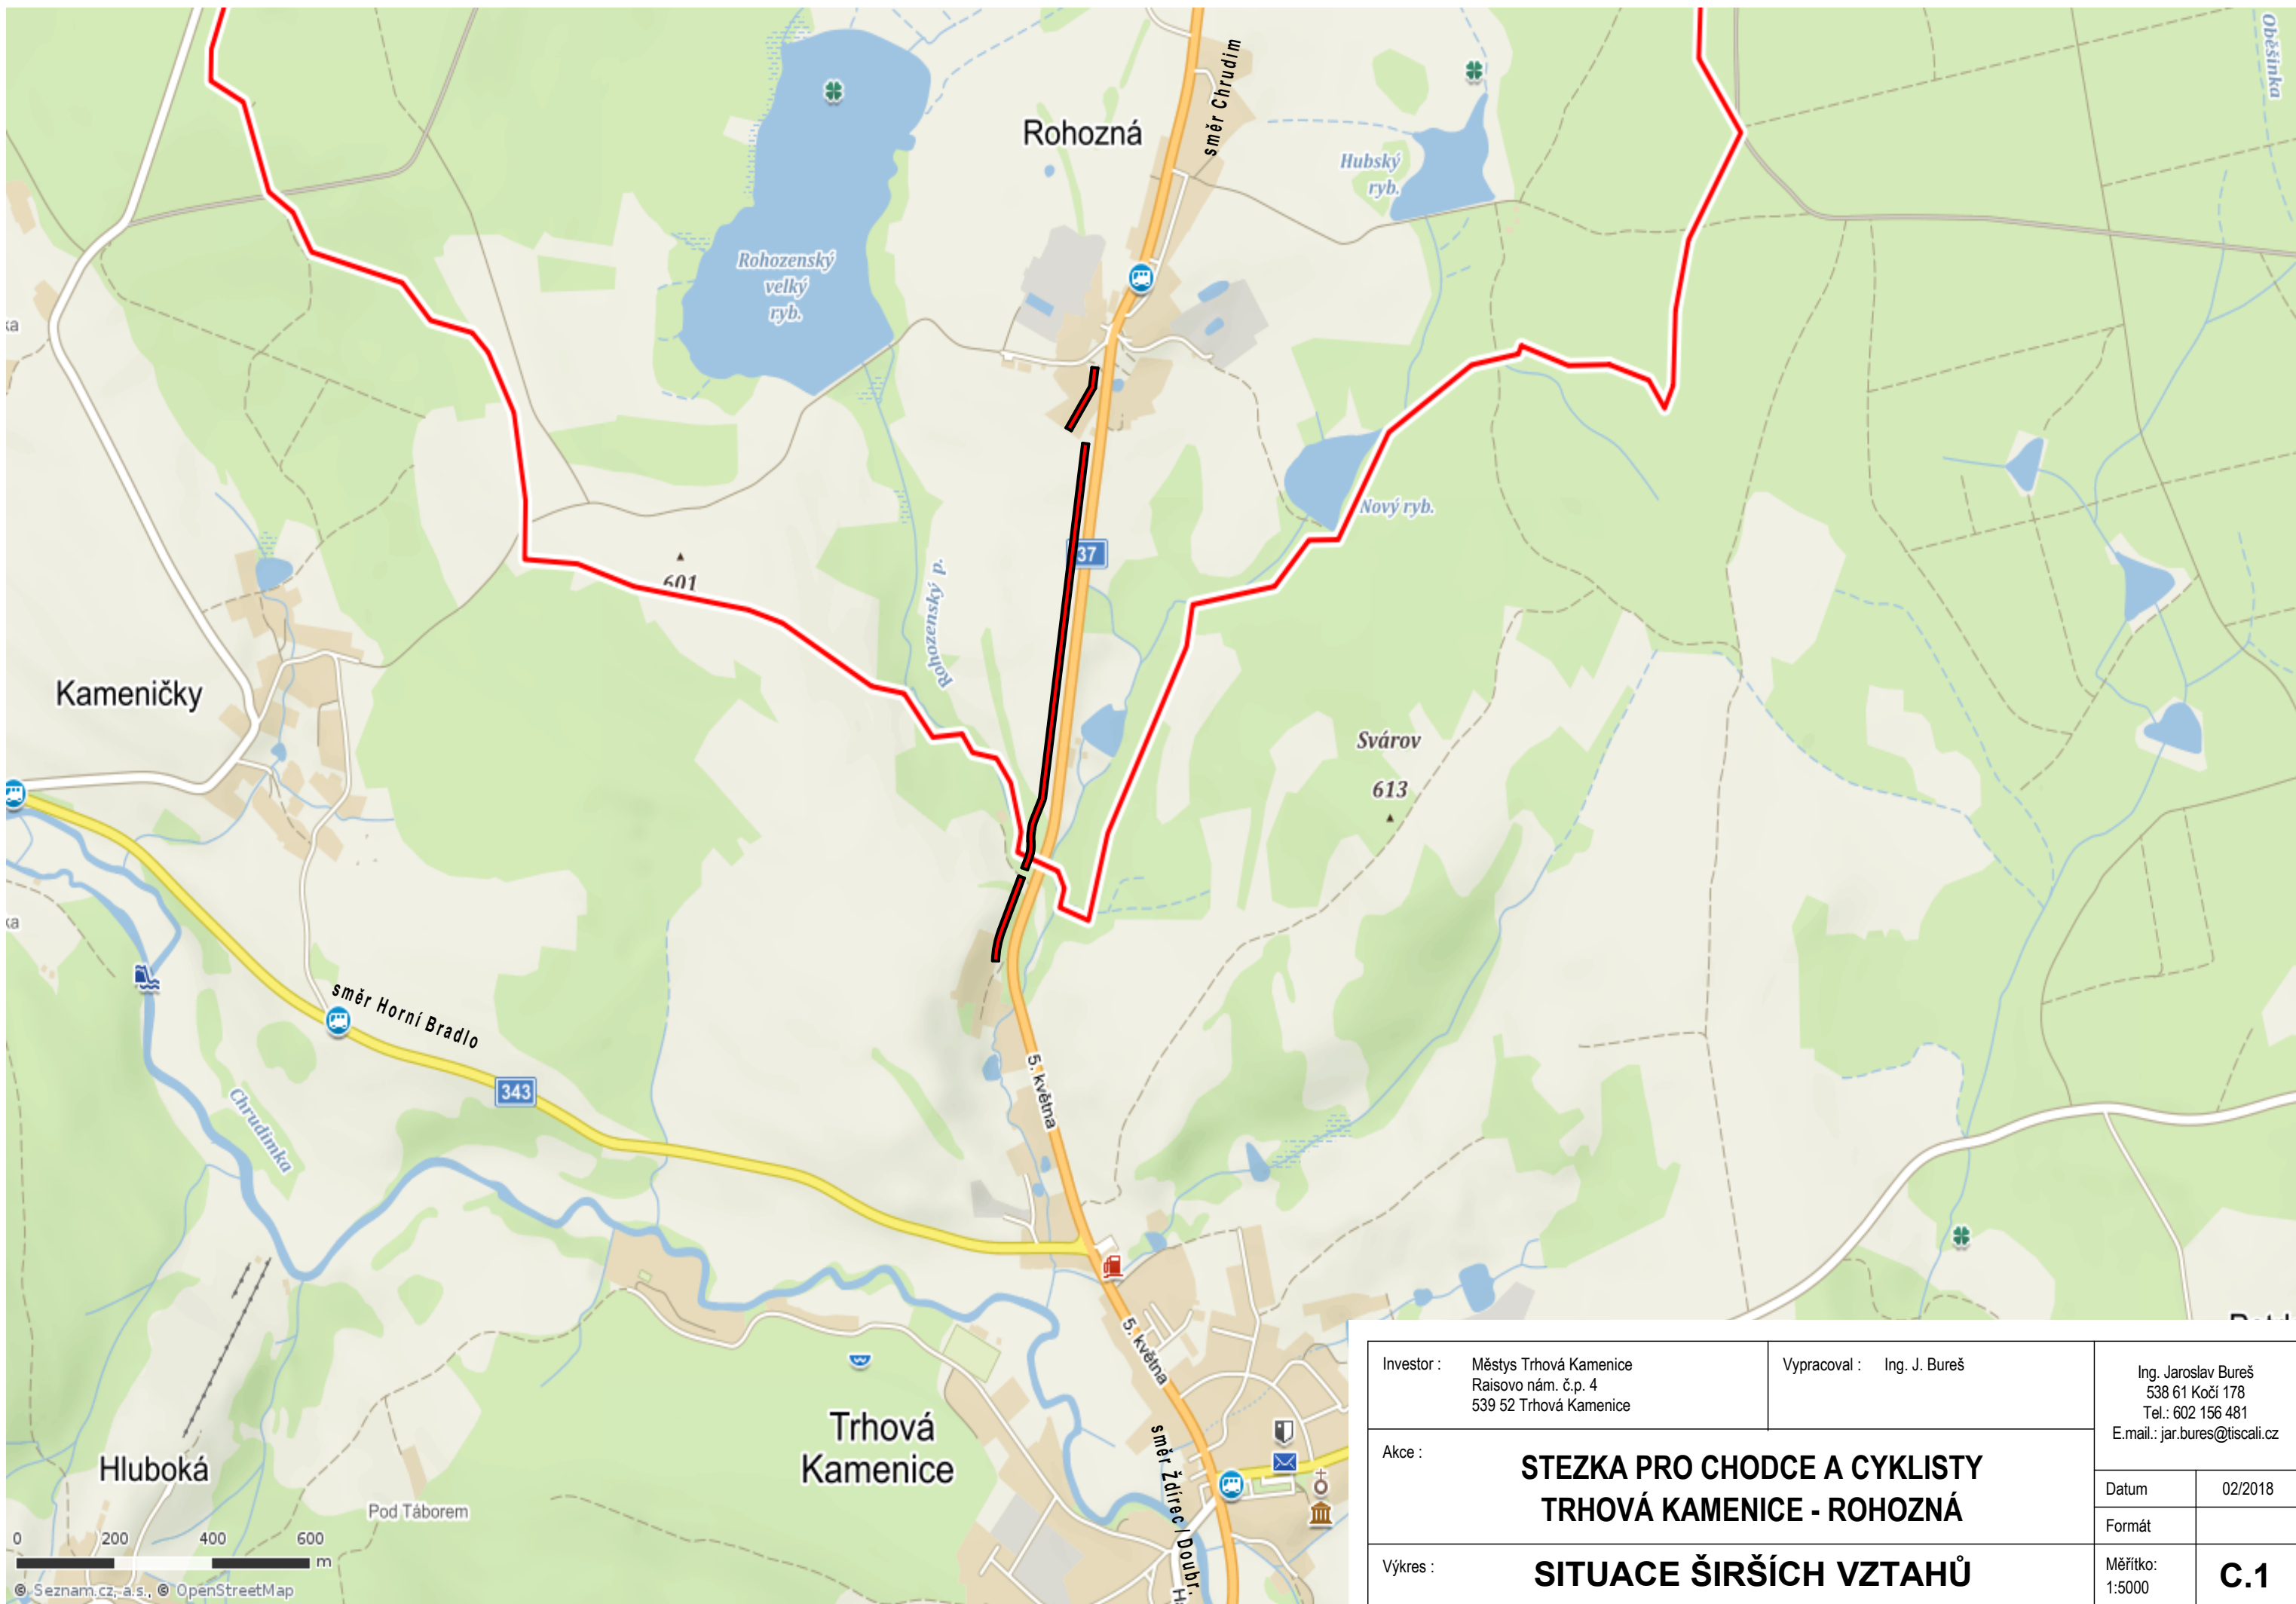 Oběšinka
směr Chrudim
Rohozná
Hubský
ryb.
Rohozenský
velký
ryb.
ka
Nový ryb.
37
601
Rohozenský p.
Kameničky
Svárov
613
ka
směr Horní Bradlo
343
5. května
Chrudimka
5. května
Trhová
Kamenice
směr Ždírec / Doubr.
Hluboká
Pod Táborem
0 200 400 600
m
© Seznam.cz, a.s., © OpenStreetMap
Investor : Městys Trhová Kamenice
Raisovo nám. č.p. 4
539 52 Trhová Kamenice
Vypracoval : Ing. J. Bureš
Ing. Jaroslav Bureš
538 61 Kočí 178
Tel.: 602 156 481
E.mail.: jar.bures@tiscali.cz
Akce :
STEZKA PRO CHODCE A CYKLISTY
TRHOVÁ KAMENICE - ROHOZNÁ
Datum 02/2018
Formát
Výkres : SITUACE ŠIRŠÍCH VZTAHŮ
Měřítko:
1:5000
C.1